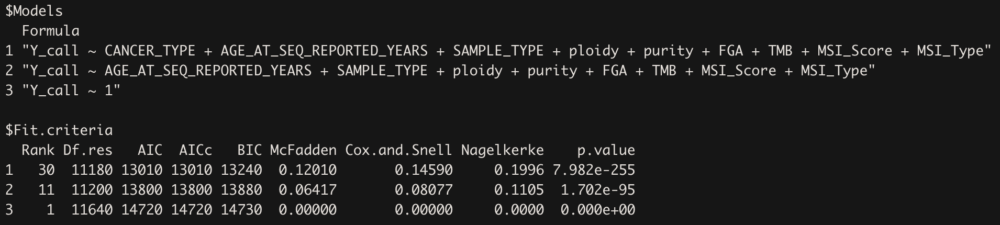 $Models
  Formula
1 "Y_call ~ CANCER_TYPE + AGE_AT_SEQ_REPORTED_YEARS + SAMPLE_TYPE + ploidy + purity + FGA + TMB + MSI_Score + MSI_Type"
2 "Y_call ~ AGE_AT_SEQ_REPORTED_YEARS + SAMPLE_TYPE + ploidy + purity + FGA + TMB + MSI_Score + MSI_Type"
3 "Y_call ~ 1"

$Fit.criteria
  Rank Df.res   AIC  AICc   BIC McFadden Cox.and.Snell Nagelkerke    p.value
1   30  11180 13010 13010 13240  0.12010       0.14590     0.1996 7.982e-255
2   11  11200 13800 13800 13880  0.06417       0.08077     0.1105  1.702e-95
3    1  11640 14720 14720 14730  0.00000       0.00000     0.0000  0.000e+00